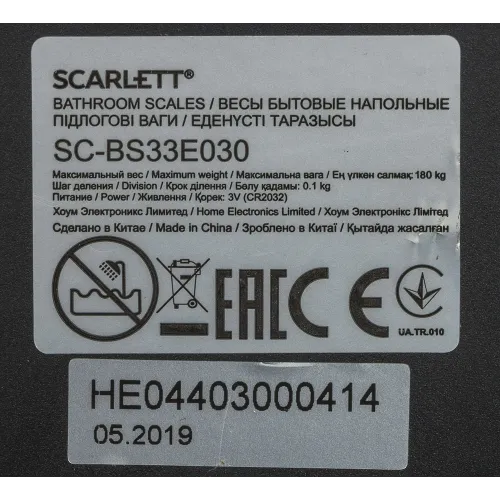 SCARLETT®
BATHROOM SCALES / ВЕСЫ БЫТОВЫЕ НАПОЛЬНЫЕ
ПІДЛОГОВІ ВАГИ / ЕДЕНҮСТІ ТАРАЗЫСЫ
SC-BS33E030
Максимальный вес / Maximum weight / Максимальна вага / Ең үлкен салмақ: 180 kg
Шаг деления / Division / Крок ділення / Бөлу қадамы: 0.1 kg
Питание / Power / Живлення / Қорек: 3V (CR2032)
Хоум Электроникс Лимитед / Home Electronics Limited / Хоум Электронікс Лімітед
Сделано в Китае / Made in China / Зроблено в Китаї / Қытайда жасалған
EAC CE
UA.TR.010
HE04403000414
05.2019